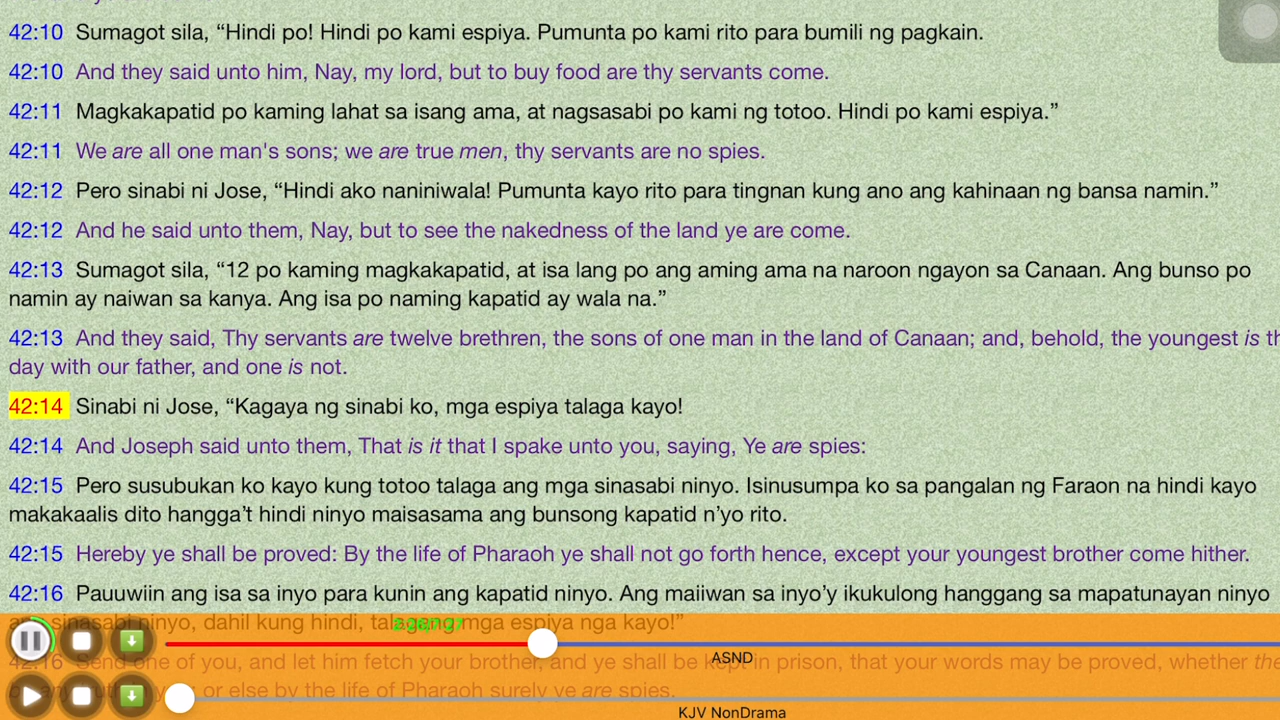 42:10 Sumagot sila, “Hindi po! Hindi po kami espiya. Pumunta po kami rito para bumili ng pagkain.
42:10 And they said unto him, Nay, my lord, but to buy food are thy servants come.
42:11 Magkakapatid po kaming lahat sa isang ama, at nagsasabi po kami ng totoo. Hindi po kami espiya.”
42:11 We are all one man's sons; we are true men, thy servants are no spies.
42:12 Pero sinabi ni Jose, “Hindi ako naniniwala! Pumunta kayo rito para tingnan kung ano ang kahinaan ng bansa namin.”
42:12 And he said unto them, Nay, but to see the nakedness of the land ye are come.
42:13 Sumagot sila, “12 po kaming magkakapatid, at isa lang po ang aming ama na naroon ngayon sa Canaan. Ang bunso po
namin ay naiwan sa kanya. Ang isa po naming kapatid ay wala na.”
42:13 And they said, Thy servants are twelve brethren, the sons of one man in the land of Canaan; and, behold, the youngest is th
day with our father, and one is not.
42:14 Sinabi ni Jose, “Kagaya ng sinabi ko, mga espiya talaga kayo!
42:14 And Joseph said unto them, That is it that I spake unto you, saying, Ye are spies:
42:15 Pero susubukan ko kayo kung totoo talaga ang mga sinasabi ninyo. Isinusumpa ko sa pangalan ng Faraon na hindi kayo
makakaalis dito hangga’t hindi ninyo maisasama ang bunsong kapatid n’yo rito.
42:15 Hereby ye shall be proved: By the life of Pharaoh ye shall not go forth hence, except your youngest brother come hither.
42:16 Pauuwiin ang isa sa inyo para kunin ang kapatid ninyo. Ang maiiwan sa inyo’y ikukulong hanggang sa mapatunayan ninyo
sinasabi ninyo, dahil kung hindi, talagang mga espiya nga kayo!”
ASND
42:16 Send one of you, and let him fetch your brother, and ye shall be kept in prison, that your words may be proved, whether the
or else by the life of Pharaoh surely ye are spies.
KJV NonDrama